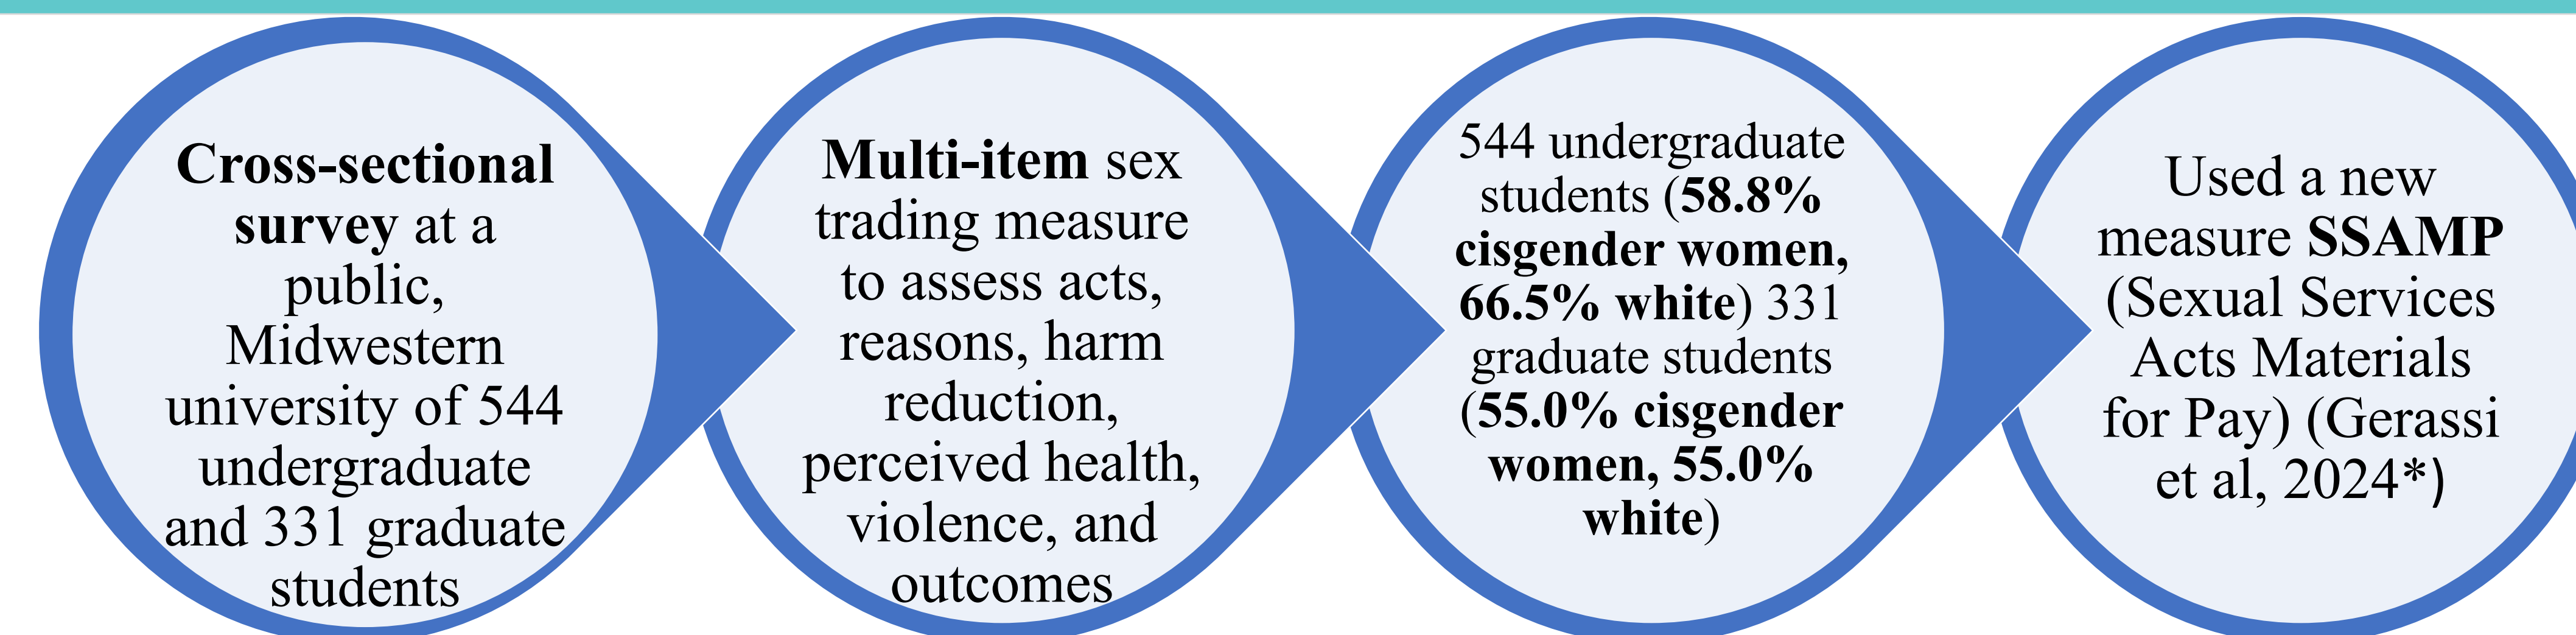 Cross-sectional
survey at a
public,
Midwestern
university of 544
undergraduate
and 331 graduate
students
Multi-item sex
trading measure
to assess acts,
reasons, harm
reduction,
perceived health,
violence, and
outcomes
544 undergraduate
students (58.8%
cisgender women,
66.5% white) 331
graduate students
(55.0% cisgender
women, 55.0%
white)
Used a new
measure SSAMP
(Sexual Services
Acts Materials
for Pay) (Gerassi
et al, 2024*)